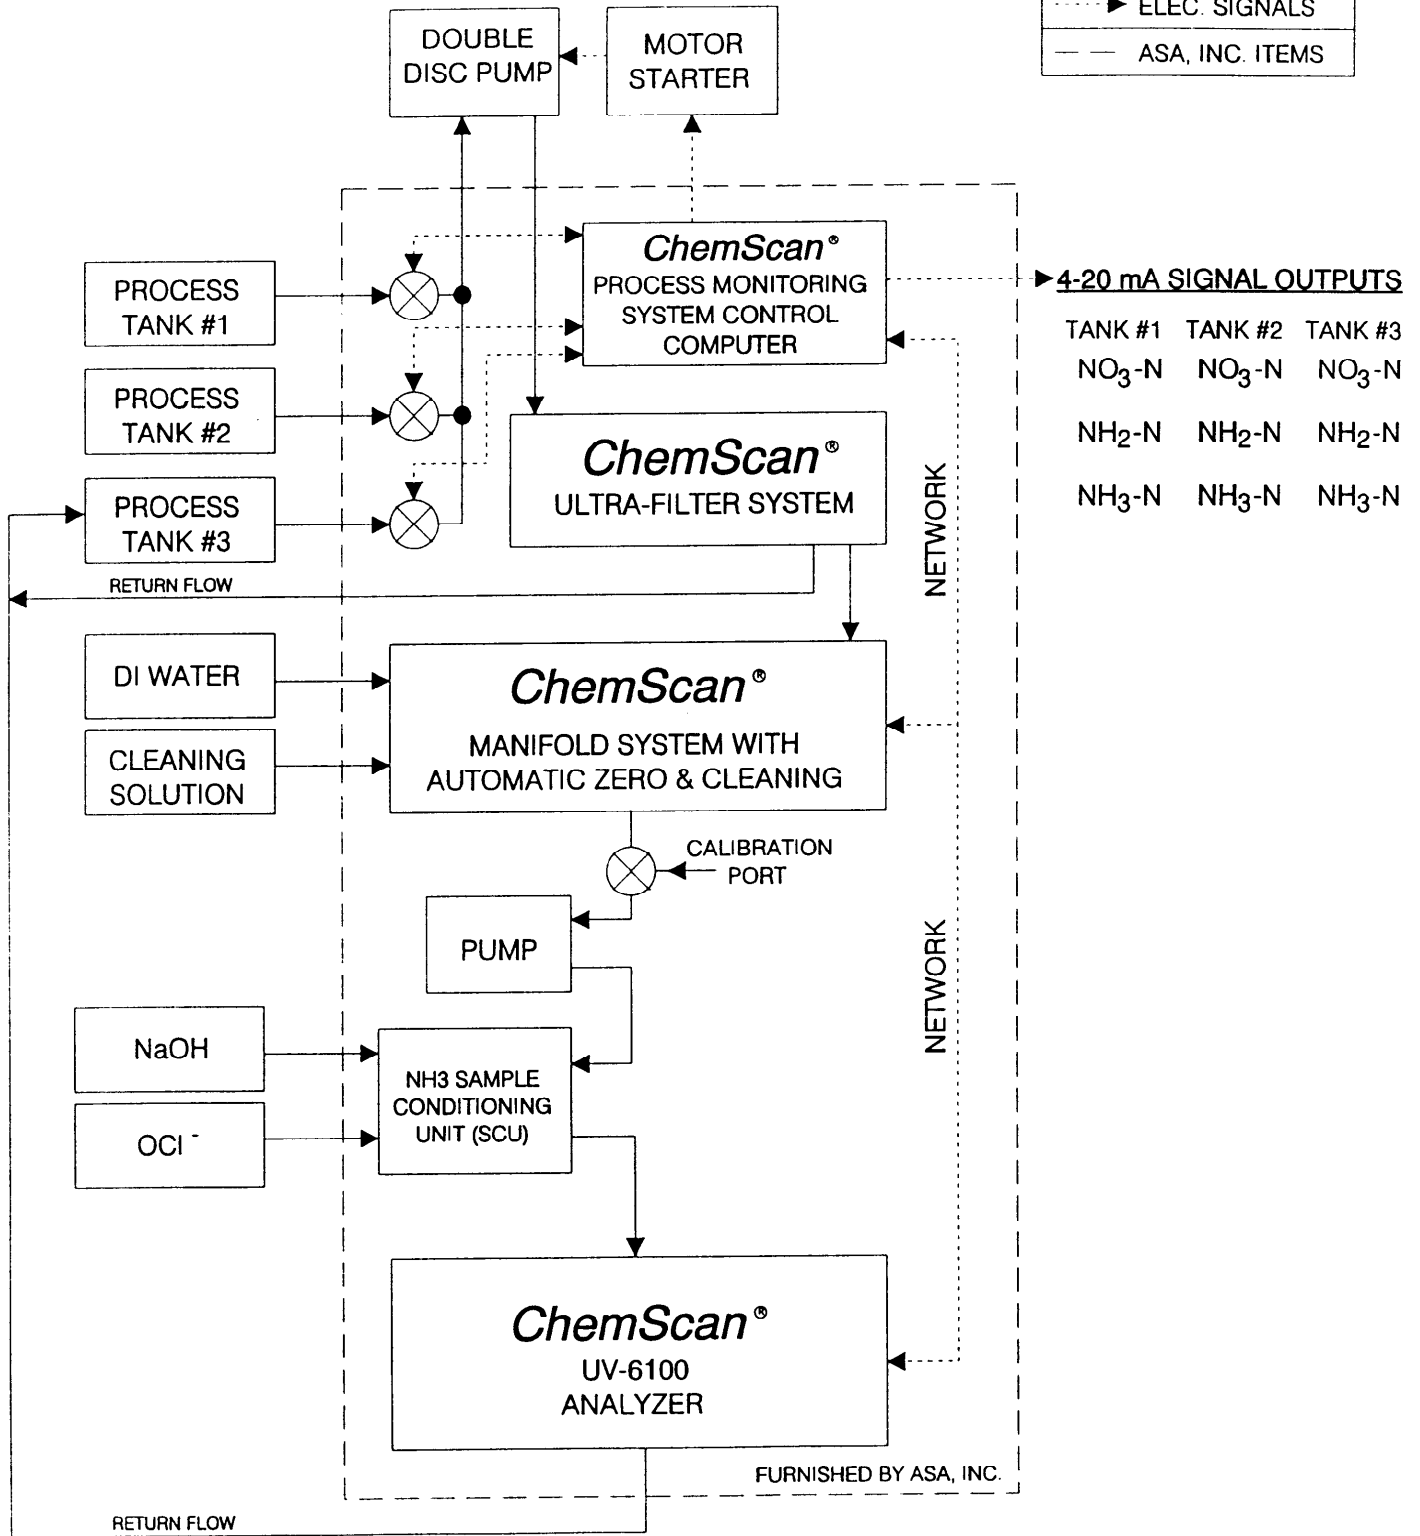 ELEC. SIGNALS
ASA, INC. ITEMS
DOUBLE
DISC PUMP
MOTOR
STARTER
ChemScan®
PROCESS MONITORING
SYSTEM CONTROL
COMPUTER
PROCESS
TANK #1
PROCESS
TANK #2
PROCESS
TANK #3
4-20 mA SIGNAL OUTPUTS
TANK #1 TANK #2 TANK #3
NO3-N NO3-N NO3-N
NH2-N NH2-N NH2-N
NH3-N NH3-N NH3-N
ChemScan®
ULTRA-FILTER SYSTEM
NETWORK
RETURN FLOW
DI WATER
CLEANING
SOLUTION
ChemScan®
MANIFOLD SYSTEM WITH
AUTOMATIC ZERO & CLEANING
CALIBRATION
PORT
PUMP
NETWORK
NaOH
OCl -
NH3 SAMPLE
CONDITIONING
UNIT (SCU)
ChemScan®
UV-6100
ANALYZER
FURNISHED BY ASA, INC.
RETURN FLOW